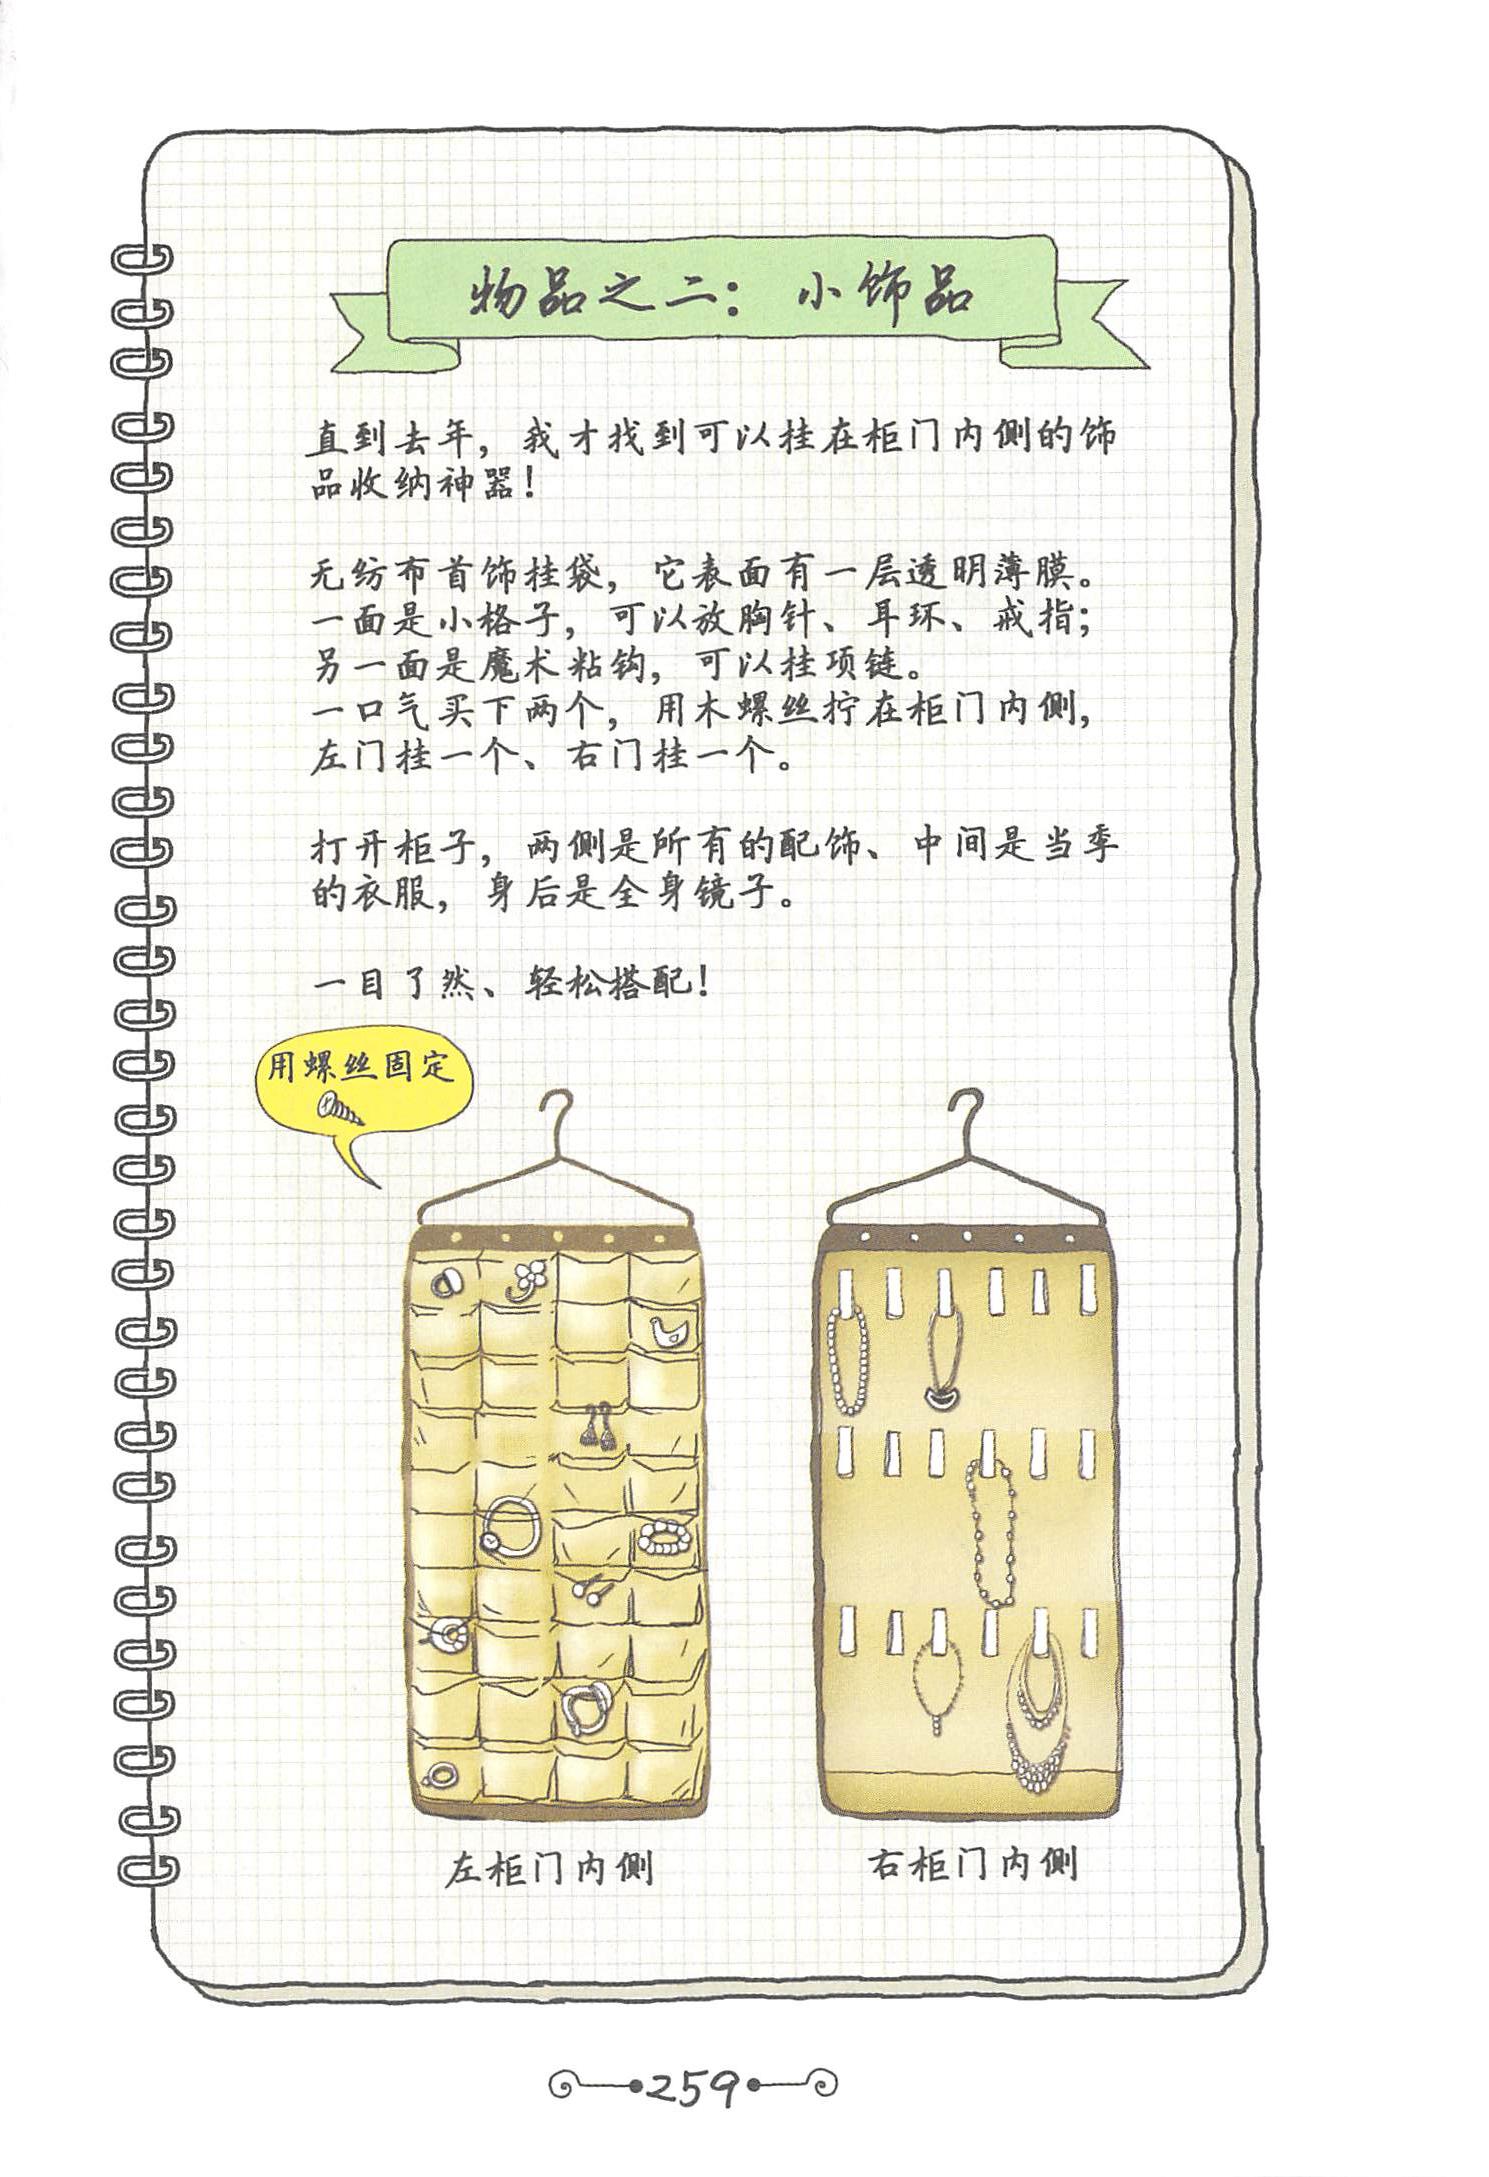 物品之二：小饰品
直到去年，我才找到可以挂在柜门内侧的饰
品收纳神器！
无纺布首饰挂袋，它表面有一层透明薄膜。
一面是小格子，可以放胸针、耳环、戒指；
另一面是魔术粘钩，可以挂项链。
一口气买下两个，用木螺丝拧在柜门内侧，
左门挂一个、右门挂一个。
打开柜子，两侧是所有的配饰、中间是当季
的衣服，身后是全身镜子。
一目了然、轻松搭配！
用螺丝固定
左柜门内侧
右柜门内侧
259